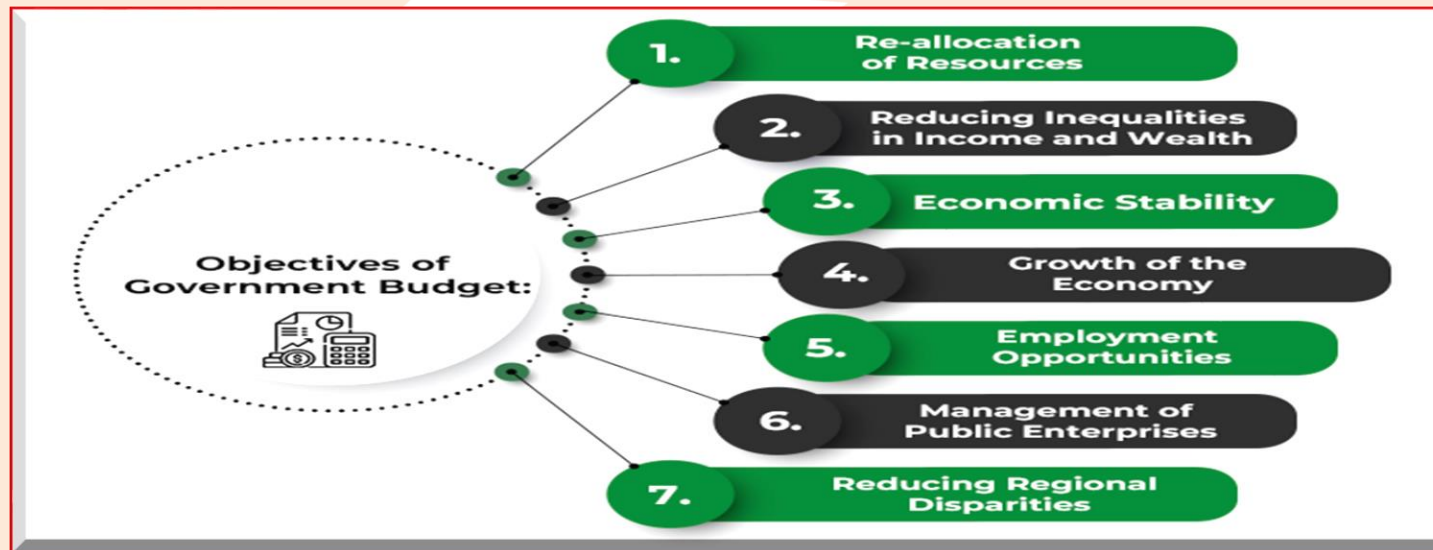 Objectives of
Government Budget:
1.
Re-allocation
of Resources
2.
Reducing Inequalities
in Income and Wealth
3.
Economic Stability
4.
Growth of the
Economy
5.
Employment
Opportunities
6.
Management of
Public Enterprises
7.
Reducing Regional
Disparities